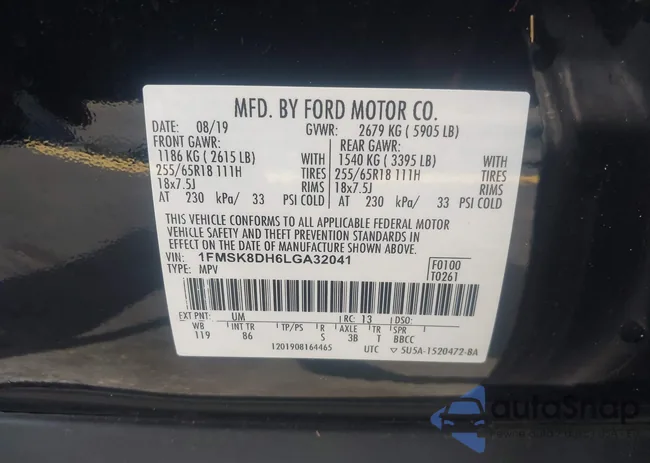 MFD. BY FORD MOTOR CO.
08/19 GVWR: 2679 KG ( 5905 LB)
FRONT GAWR: REAR GAWR:
1186 KG ( 2615 LB) WITH 1540 KG ( 3395 LB) WITH
255/65R18 111H TIRES 255/65R18 111H TIRES
18x7.5J RIMS 18x7.5J RIMS
AT 230 kPa/ 33 PSI COLD AT 230 kPa/ 33 PSI COLD
THIS VEHICLE CONFORMS TO ALL APPLICABLE FEDERAL MOTOR
VEHICLE SAFETY AND THEFT PREVENTION STANDARDS IN
EFFECT ON THE DATE OF MANUFACTURE SHOWN ABOVE.
VIN: 1FMSK8DH6LGA32041 F0100
TYPE: MPV T0261
EXT PNT: UM RC: 13 DSO:
WB INT TR TP/PS R AXLE TR SPR
119 86 S 3B T BBCC
1201908164465 UTC ▽ 5U5A-1520472-BA
autoSnap